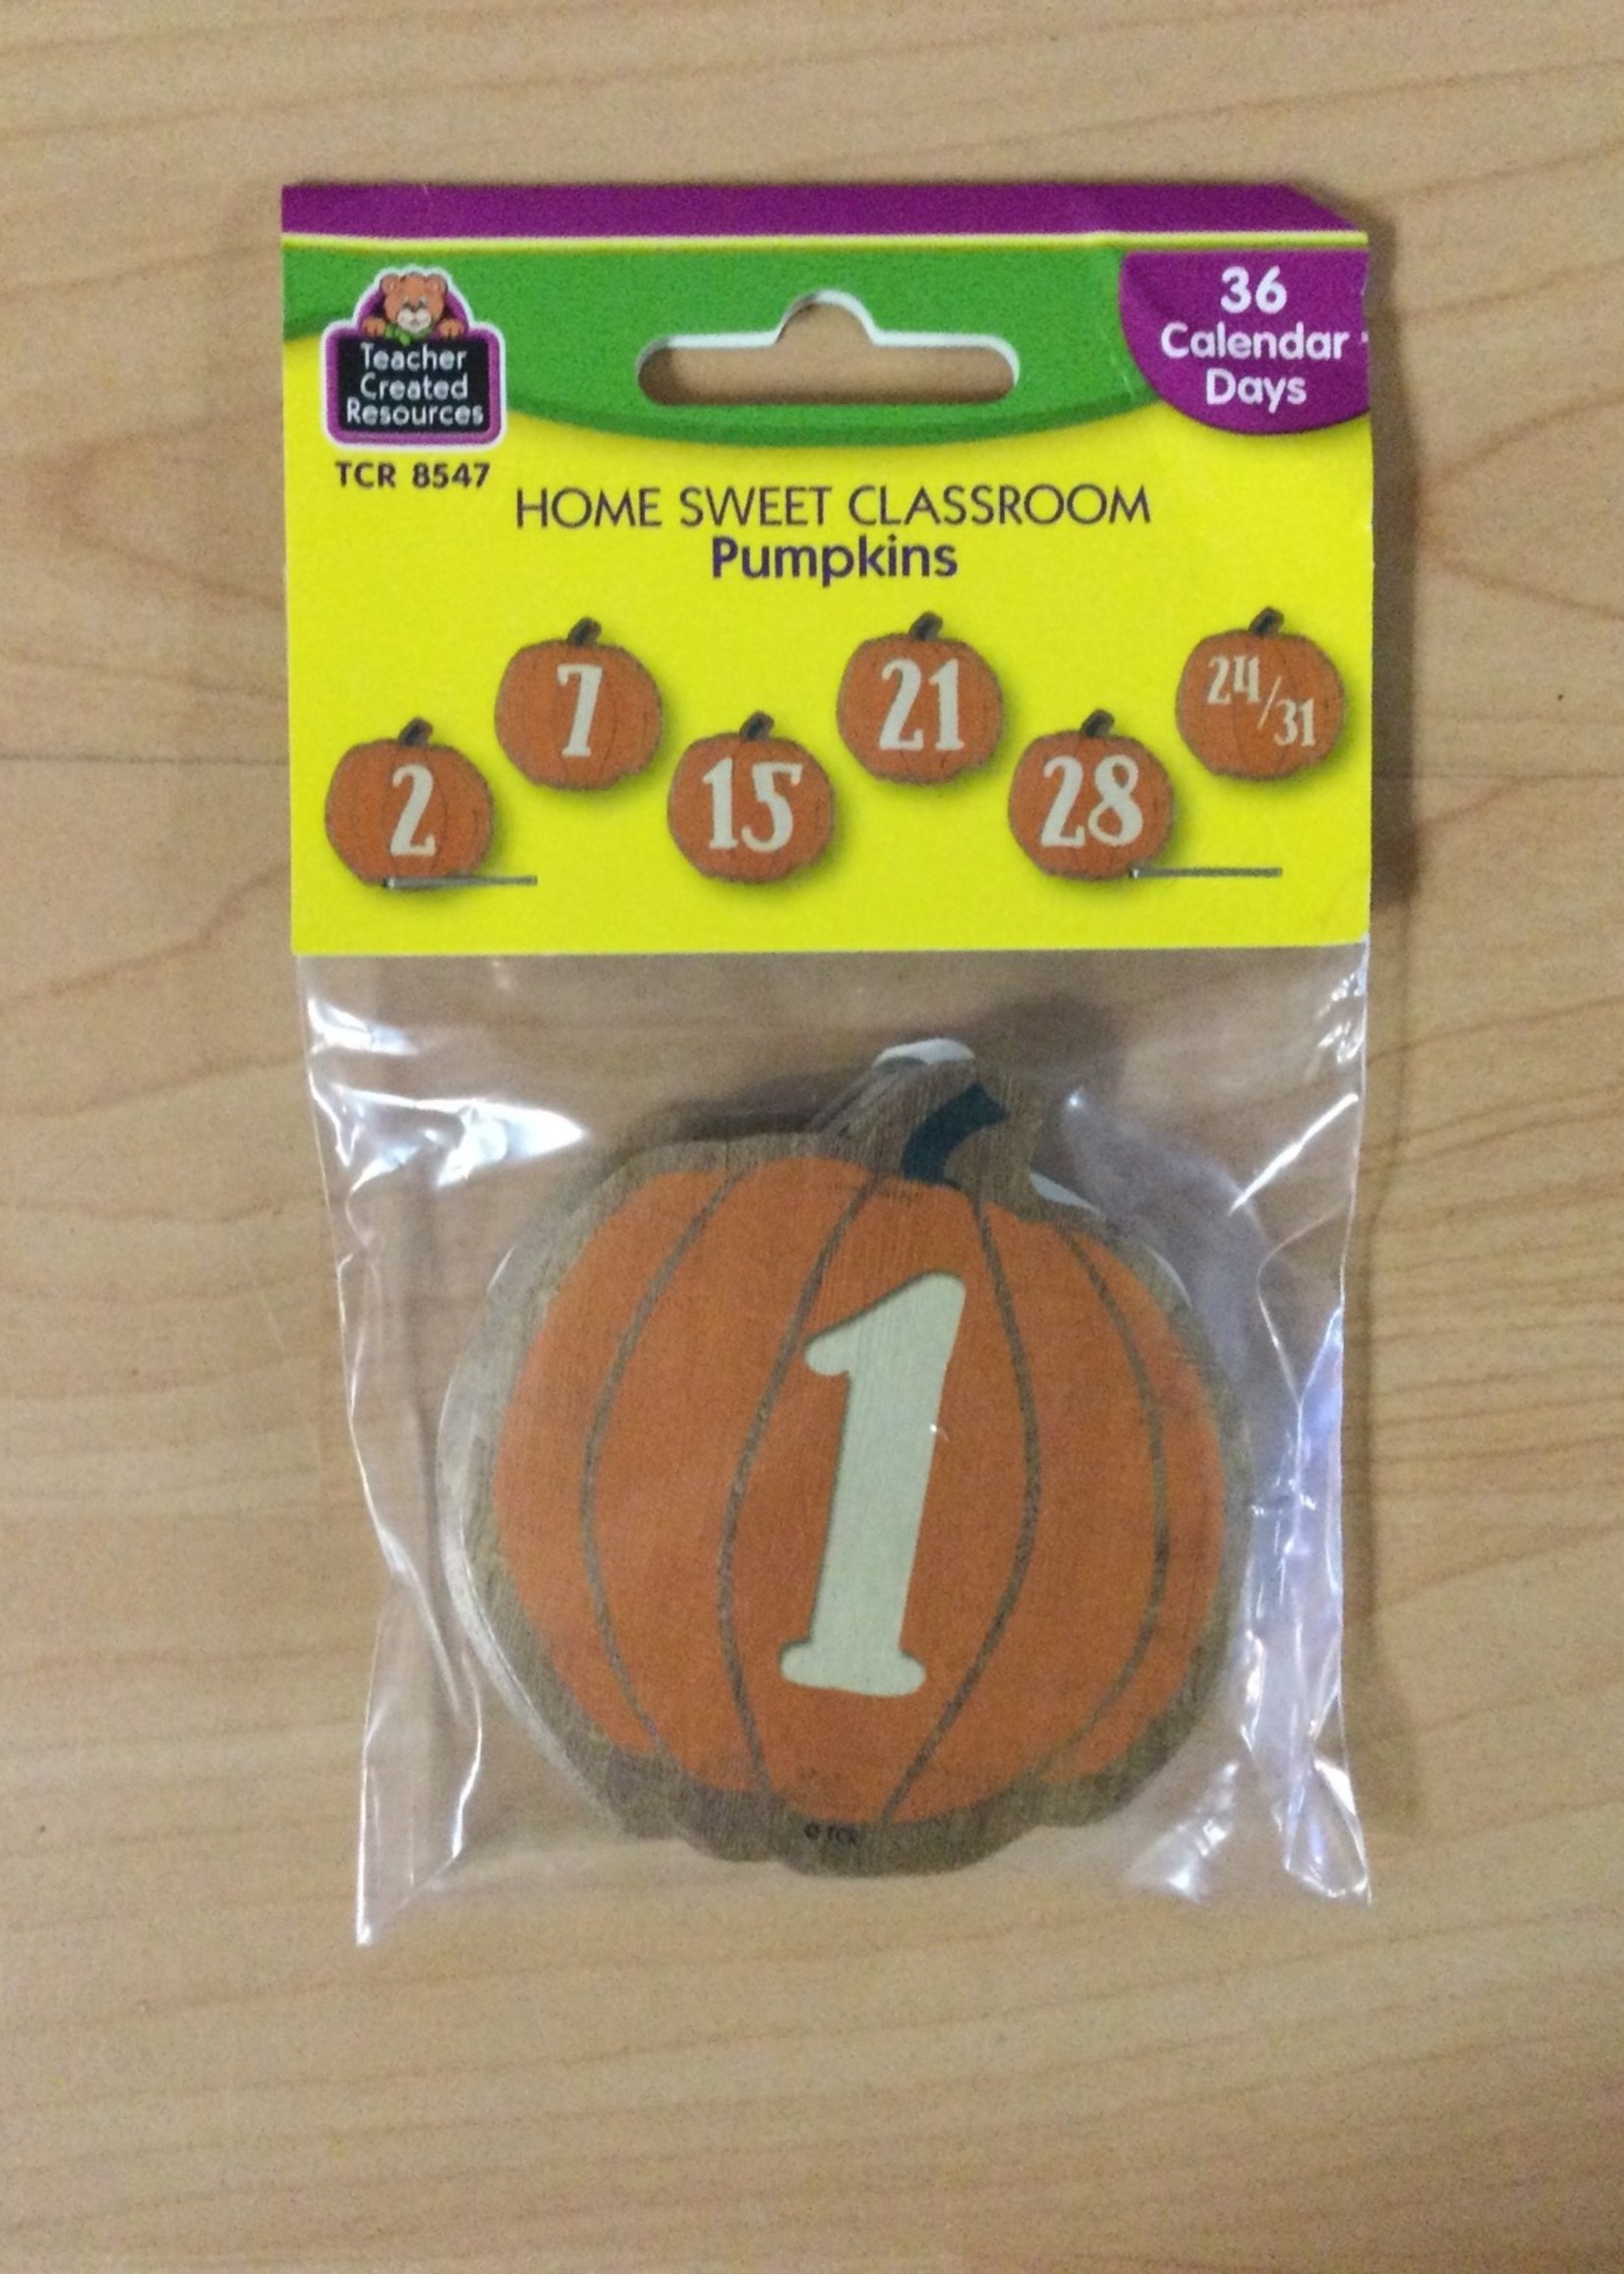 36
Calendar
Days
Teacher
Created
Resources
TCR 8547
HOME SWEET CLASSROOM
Pumpkins
2
7
15
21
28
24/31
1
© TCR